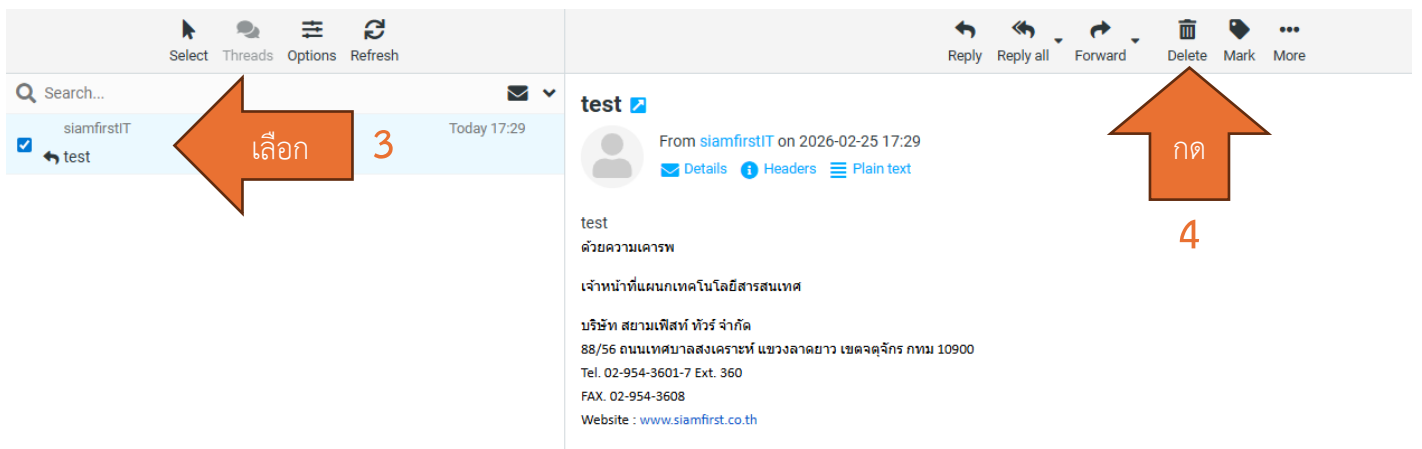 Select Threads Options Refresh
Reply Reply all Forward Delete Mark More
Search...
siamfirstIT Today 17:29
test
เลือก 3
test
From siamfirstIT on 2026-02-25 17:29
Details Headers Plain text
กด
4
test
ด้วยความเคารพ
เจ้าหน้าที่แผนกเทคโนโลยีสารสนเทศ
บริษัท สยามเฟิสท์ ทัวร์ จำกัด
88/56 ถนนเทศบาลสงเคราะห์ แขวงลาดยาว เขตจตุจักร กทม 10900
Tel. 02-954-3601-7 Ext. 360
FAX. 02-954-3608
Website : www.siamfirst.co.th